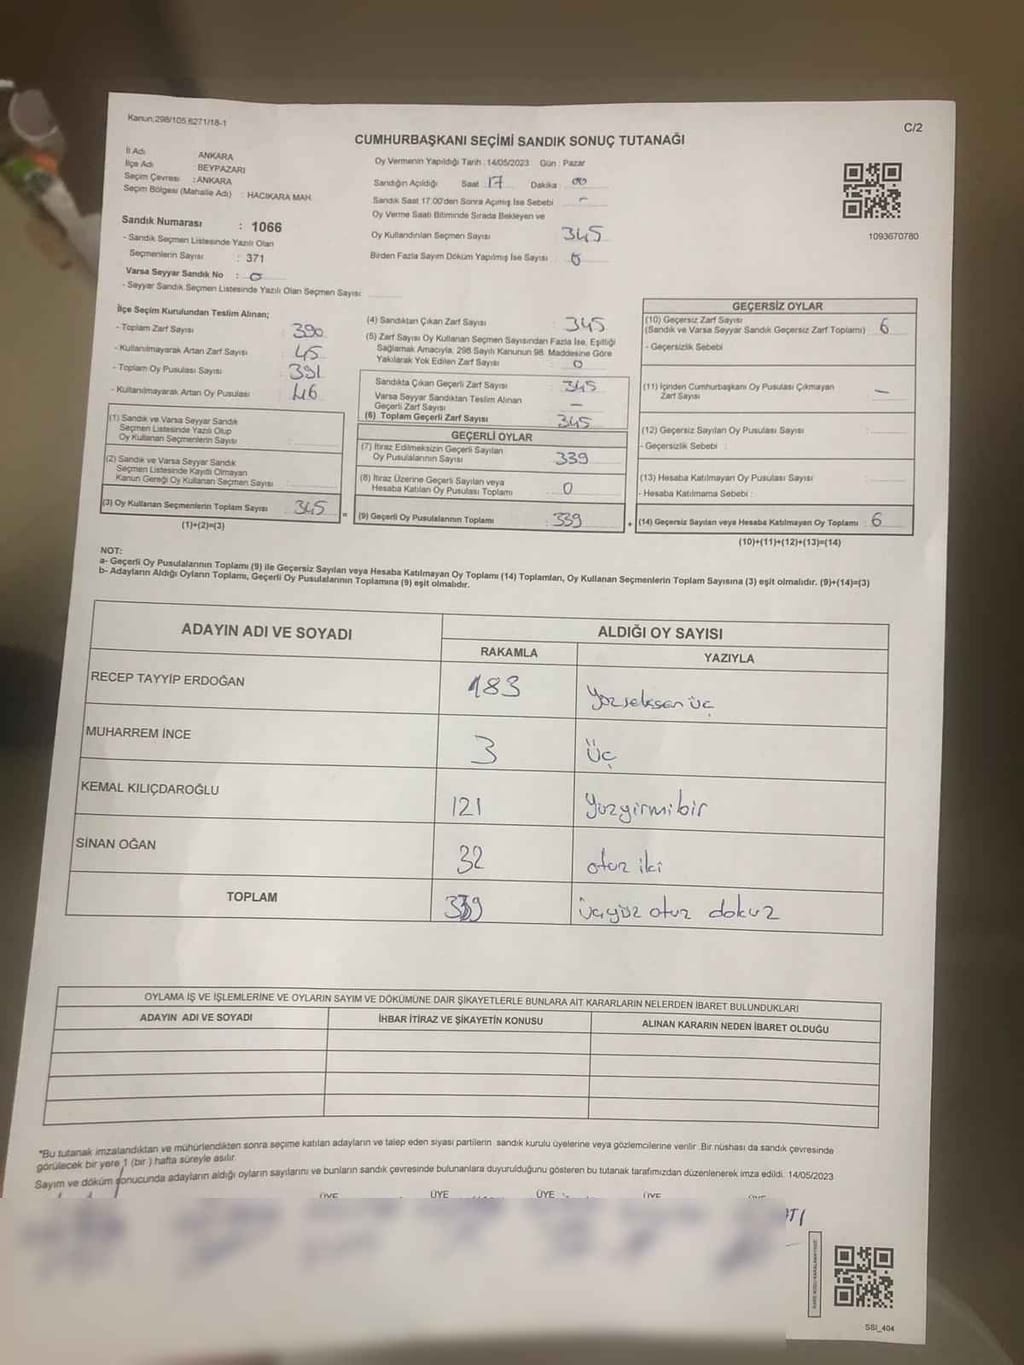 Kanun:298/105,6271/18-1
C/2
CUMHURBAŞKANI SEÇİMİ SANDIK SONUÇ TUTANAĞI
İl Adı ANKARA
İlçe Adı BEYPAZARI
Seçim Çevresi : ANKARA
Seçim Bölgesi (Mahalle Adı) : HACIKARA MAH.
Sandık Numarası : 1066
- Sandık Seçmen Listesinde Yazılı Olan
Seçmenlerin Sayısı : 371
Varsa Seyyar Sandık No : 0
- Seyyar Sandık Seçmen Listesinde Yazılı Olan Seçmen Sayısı
Oy Vermenin Yapıldığı Tarih : 14/05/2023 Gün : Pazar
Sandığın Açıldığı Saat 17 Dakika 00
Sandık Saat 17.00'den Sonra Açılmış İse Sebebi -
Oy Verme Saati Bitiminde Sırada Bekleyen ve
Oy Kullandırılan Seçmen Sayısı 345
Birden Fazla Sayım Döküm Yapılmış İse Sayısı 0
1093670780
İlçe Seçim Kurulundan Teslim Alınan;
- Toplam Zarf Sayısı 390
- Kullanılmayarak Artan Zarf Sayısı 45
- Toplam Oy Pusulası Sayısı 391
- Kullanılmayarak Artan Oy Pusulası 46
(1) Sandık ve Varsa Seyyar Sandık
Seçmen Listesinde Yazılı Olup
Oy Kullanan Seçmenlerin Sayısı
(2) Sandık ve Varsa Seyyar Sandık
Seçmen Listesinde Kayıtlı Olmayan
Kanun Gereği Oy Kullanan Seçmen Sayısı
(3) Oy Kullanan Seçmenlerin Toplam Sayısı 345
(1)+(2)=(3)
(4) Sandıktan Çıkan Zarf Sayısı 345
(5) Zarf Sayısı Oy Kullanan Seçmen Sayısından Fazla İse, Eşitliği
Sağlamak Amacıyla, 298 Sayılı Kanunun 98. Maddesine Göre
Yakılarak Yok Edilen Zarf Sayısı 0
Sandıkta Çıkan Geçerli Zarf Sayısı 345
Varsa Seyyar Sandıktan Teslim Alınan
Geçerli Zarf Sayısı -
(6) Toplam Geçerli Zarf Sayısı 345
GEÇERLİ OYLAR
(7) İtiraz Edilmeksizin Geçerli Sayılan
Oy Pusulalarının Sayısı 339
(8) İtiraz Üzerine Geçerli Sayılan veya
Hesaba Katılan Oy Pusulası Toplamı 0
(9) Geçerli Oy Pusulalarının Toplamı 339
GEÇERSİZ OYLAR
(10) Geçersiz Zarf Sayısı
(Sandık ve Varsa Seyyar Sandık Geçersiz Zarf Toplamı) 6
- Geçersizlik Sebebi
(11) İçinden Cumhurbaşkanı Oy Pusulası Çıkmayan
Zarf Sayısı -
(12) Geçersiz Sayılan Oy Pusulası Sayısı
- Geçersizlik Sebebi :
(13) Hesaba Katılmayan Oy Pusulası Sayısı
- Hesaba Katılmama Sebebi :
(14) Geçersiz Sayılan veya Hesaba Katılmayan Oy Toplamı 6
(10)+(11)+(12)+(13)=(14)
NOT:
a- Geçerli Oy Pusulalarının Toplamı (9) ile Geçersiz Sayılan veya Hesaba Katılmayan Oy Toplamı (14) Toplamları, Oy Kullanan Seçmenlerin Toplam Sayısına (3) eşit olmalıdır. (9)+(14)=(3)
b- Adayların Aldığı Oyların Toplamı, Geçerli Oy Pusulalarının Toplamına (9) eşit olmalıdır.
ADAYIN ADI VE SOYADI ALDIĞI OY SAYISI
RAKAMLA YAZIYLA
RECEP TAYYİP ERDOĞAN 183 Yüzseksen üç
MUHARREM İNCE 3 Üç
KEMAL KILIÇDAROĞLU 121 Yüzyirmibir
SİNAN OĞAN 32 otuz iki
TOPLAM 339 üçyüz otuz dokuz
OYLAMA İŞ VE İŞLEMLERİNE VE OYLARIN SAYIM VE DÖKÜMÜNE DAİR ŞİKAYETLERLE BUNLARA AİT KARARLARIN NELERDEN İBARET BULUNDUKLARI
ADAYIN ADI VE SOYADI İHBAR İTİRAZ VE ŞİKAYETİN KONUSU ALINAN KARARIN NEDEN İBARET OLDUĞU
*Bu tutanak imzalandıktan ve mühürlendikten sonra seçime katılan adayların ve talep eden siyasi partilerin sandık kurulu üyelerine veya gözlemcilerine verilir. Bir nüshası da sandık çevresinde
görülecek bir yere 1 (bir ) hafta süreyle asılır.
Sayım ve döküm sonucunda adayların aldığı oyların sayılarını ve bunların sandık çevresinde bulunanlara duyurulduğunu gösteren bu tutanak tarafımızdan düzenlenerek imza edildi. 14/05/2023
ÜYE ÜYE ÜYE ÜYE
SSI_404